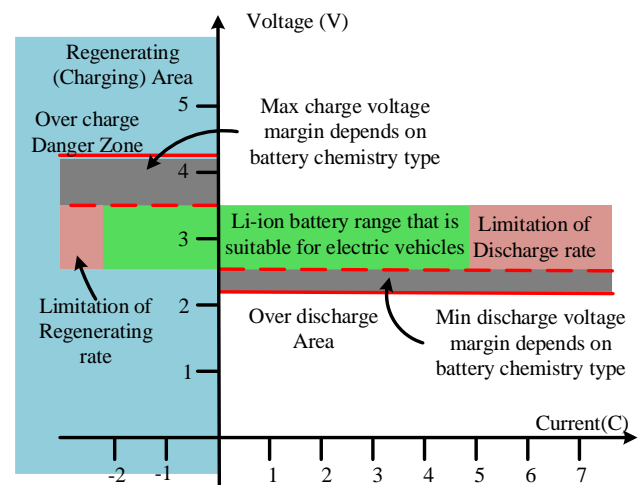 Voltage (V)
Regenerating
(Charging) Area
5
Over charge
Danger Zone
Max charge voltage
margin depends on
battery chemistry type
4
Li-ion battery range that is
suitable for electric vehicles
Limitation of
Discharge rate
3
Limitation of
Regenerating
rate
2
Over discharge
Area
Min discharge voltage
margin depends on
battery chemistry type
1
Current(C)
-2 -1 1 2 3 4 5 6 7